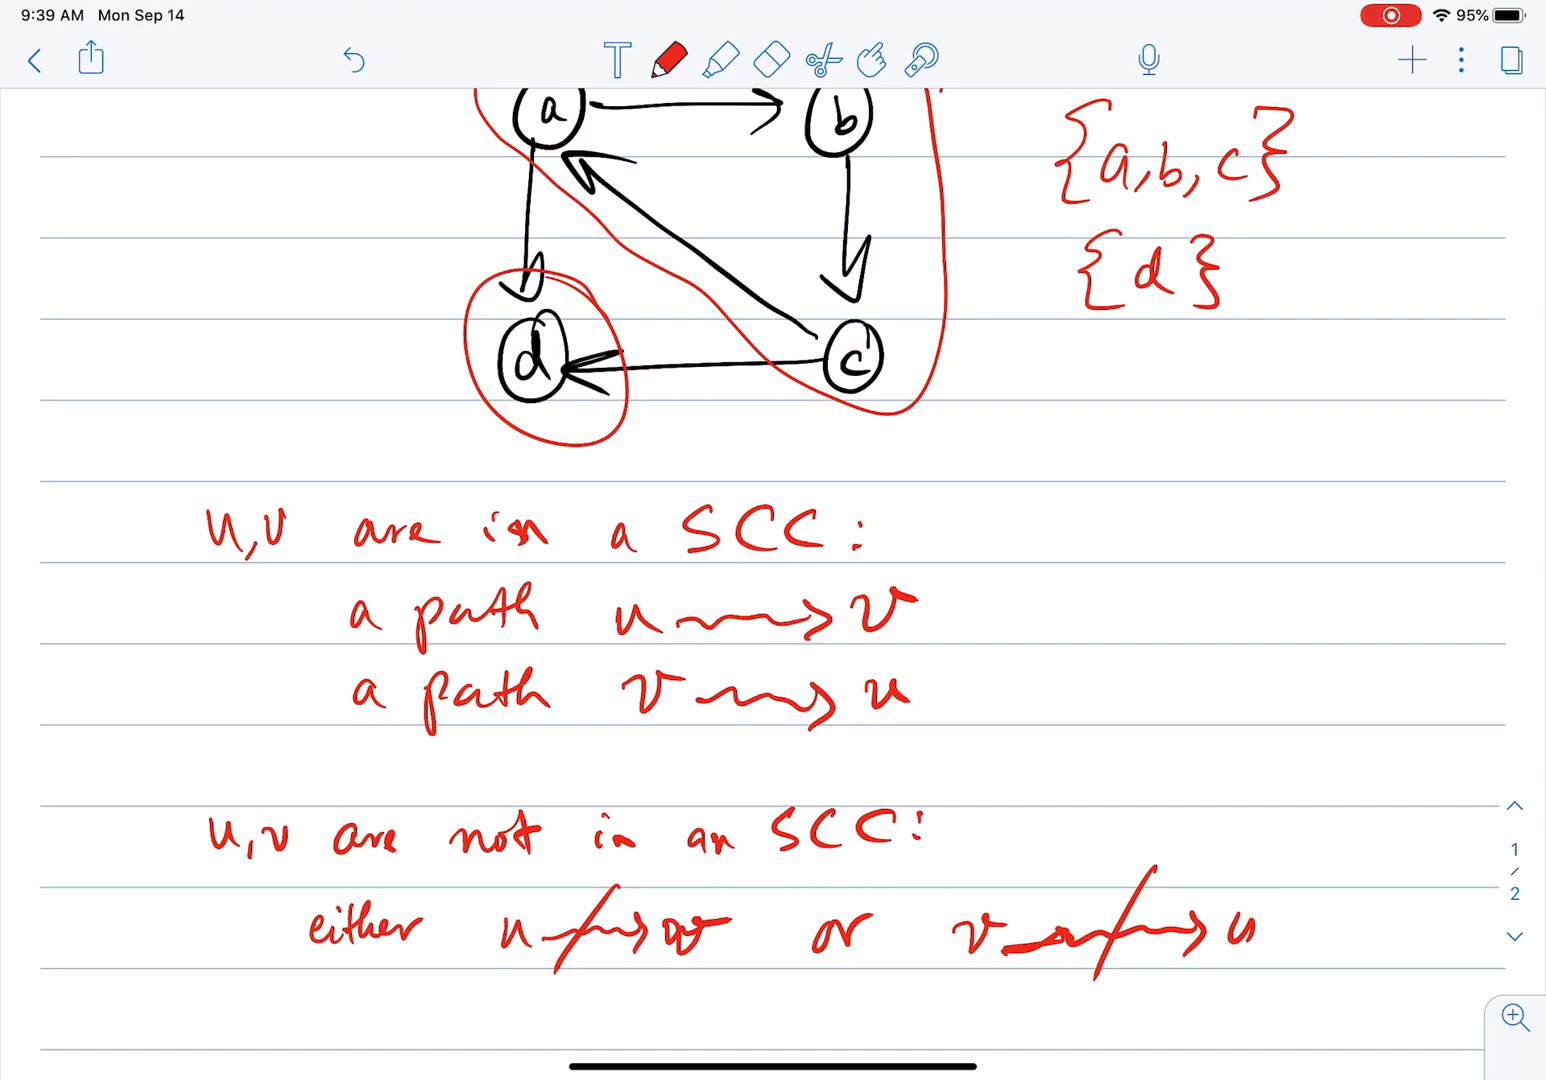 9:39 AM Mon Sep 14
95%
T
a
b
{a,b,c}
{d}
d
c
u,v are in a SCC:
a path u ⇝ v
a path v ⇝ u
u,v are not in an SCC:
either u ⇝̸ v or v ⇝̸ u
1
/
2